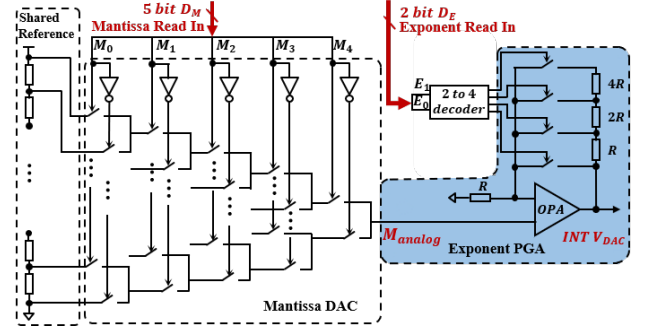 Shared
Reference
5 bit D_M
Mantissa Read In
M_0
M_1
M_2
M_3
M_4
2 bit D_E
Exponent Read In
E_1
E_0
2 to 4
decoder
4R
2R
R
R
OPA
M_analog
INT V_DAC
Exponent PGA
Mantissa DAC